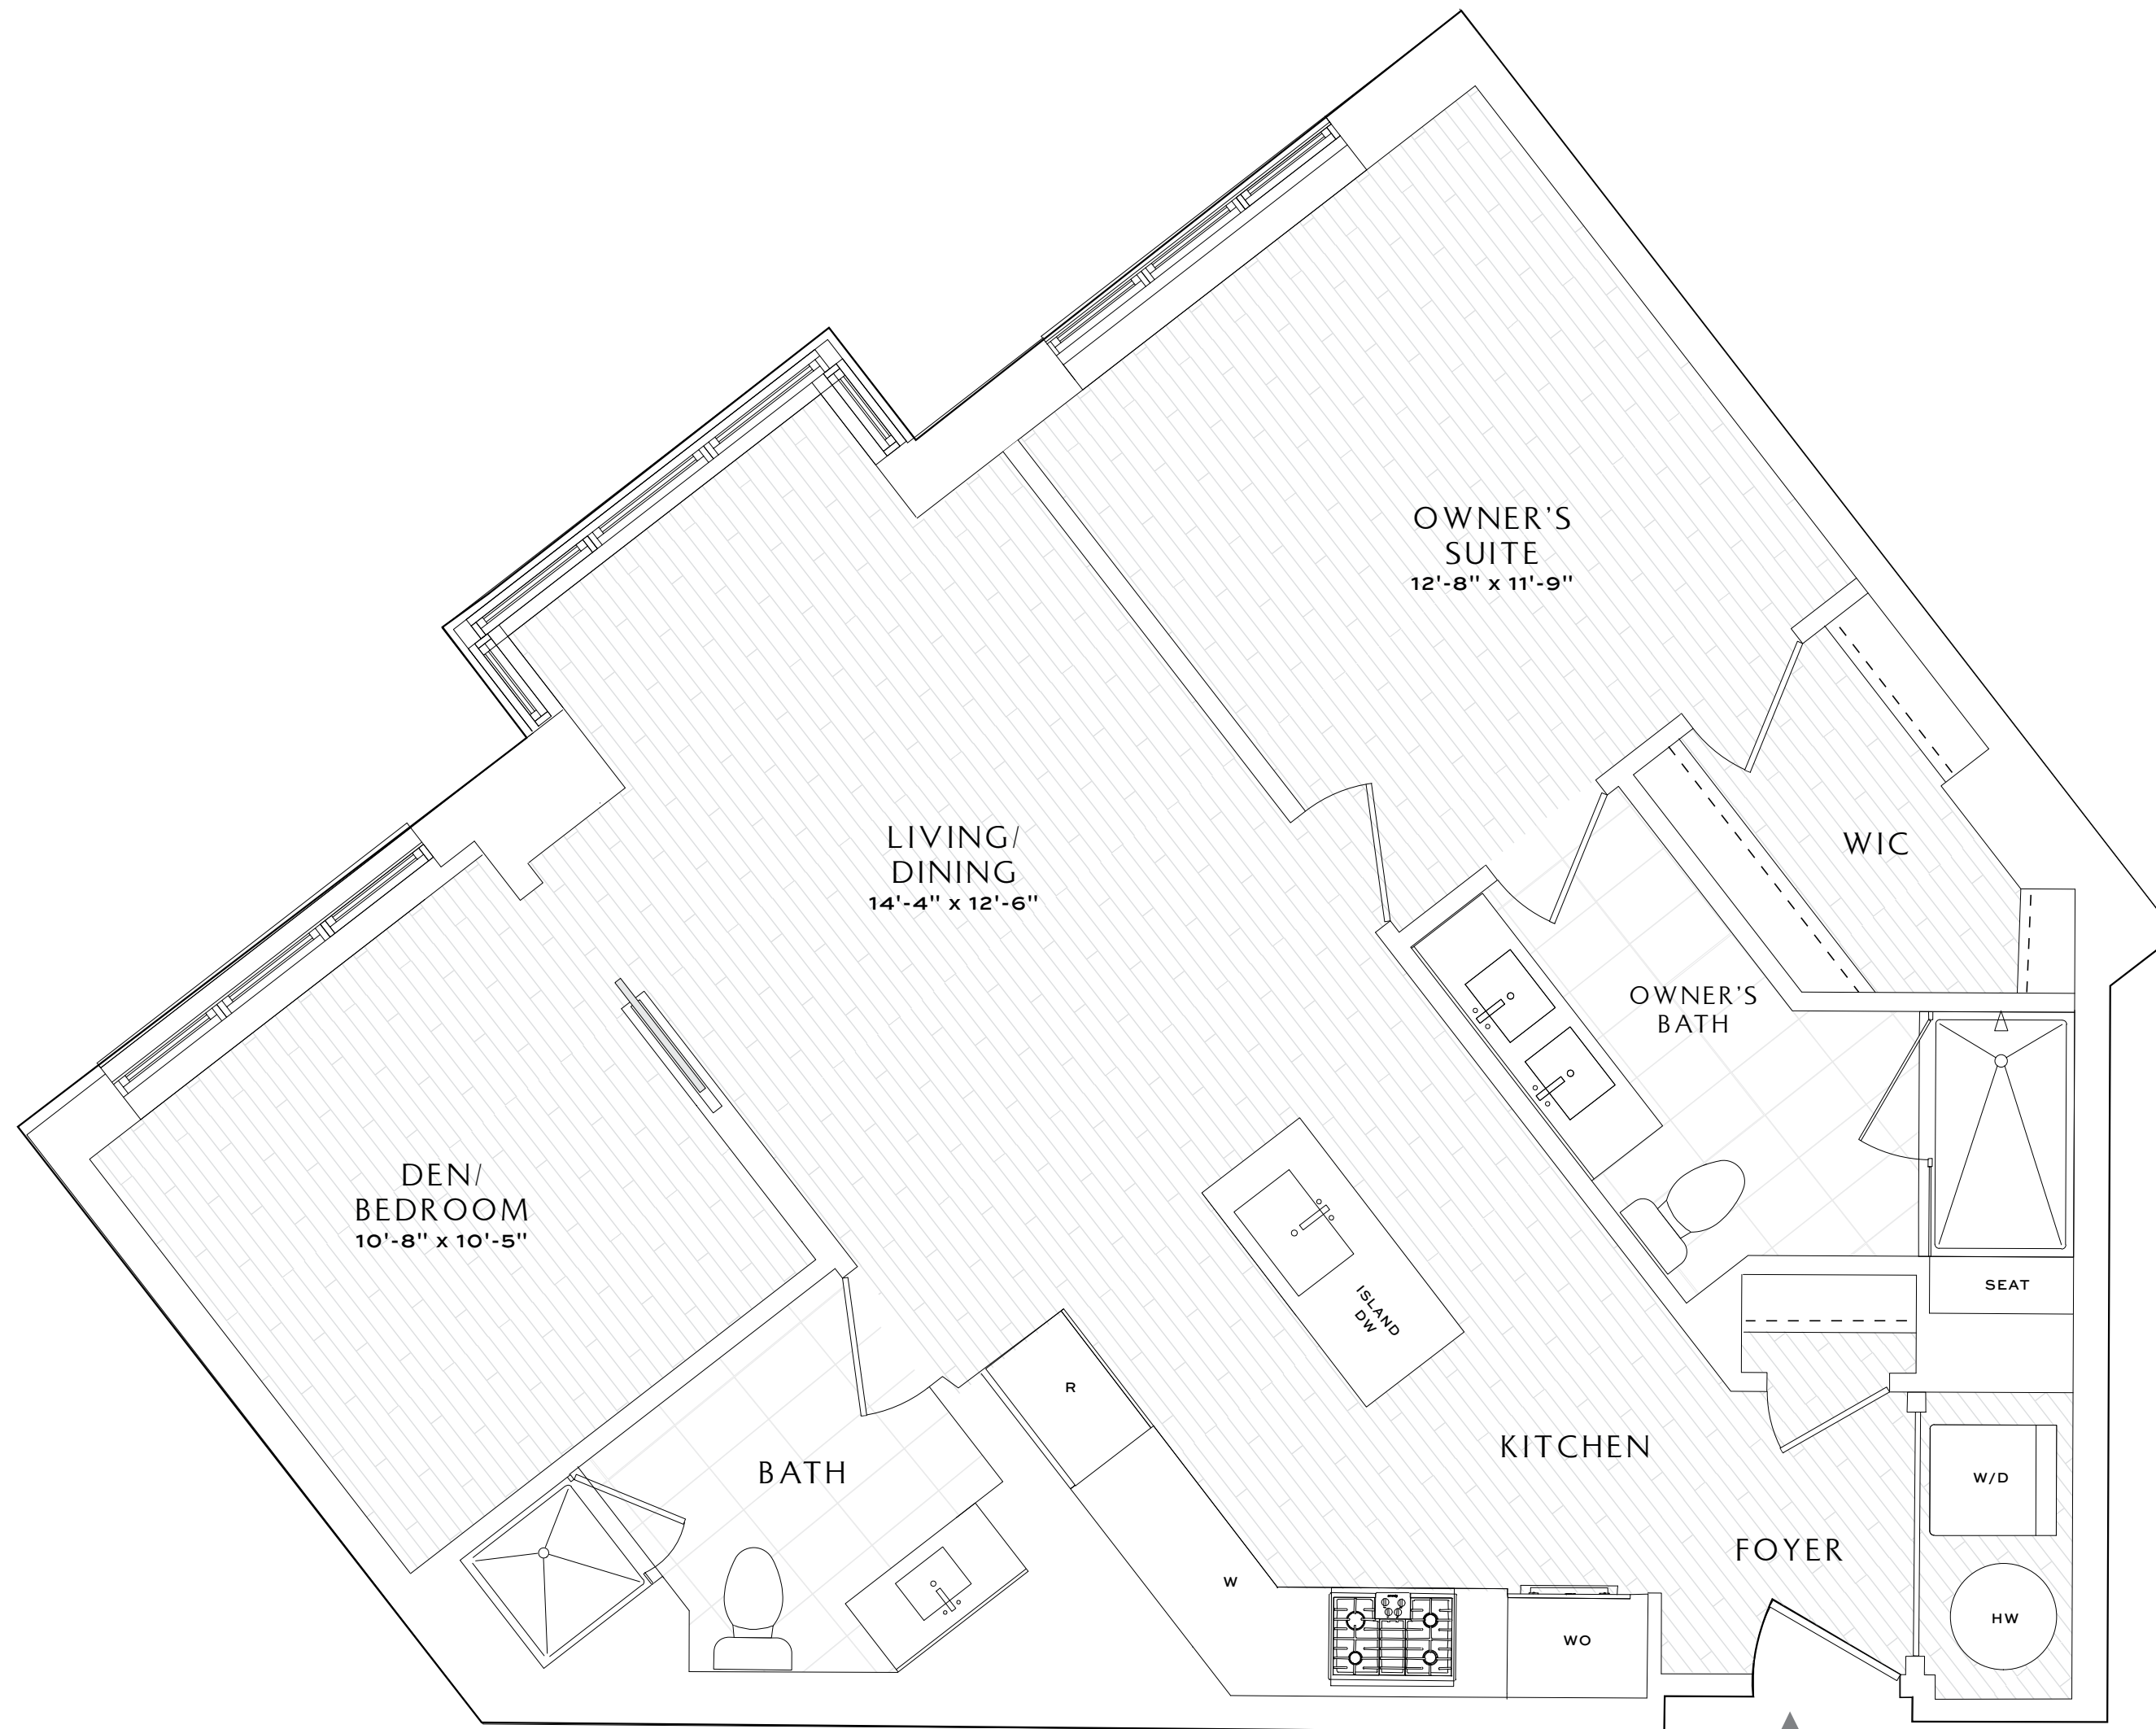 OWNER'S
SUITE
12'-8" x 11'-9"
LIVING/
DINING
14'-4" x 12'-6"
WIC
OWNER'S
BATH
DEN/
BEDROOM
10'-8" x 10'-5"
ISLAND
DW
SEAT
R
KITCHEN
BATH
W/D
FOYER
W
HW
WO